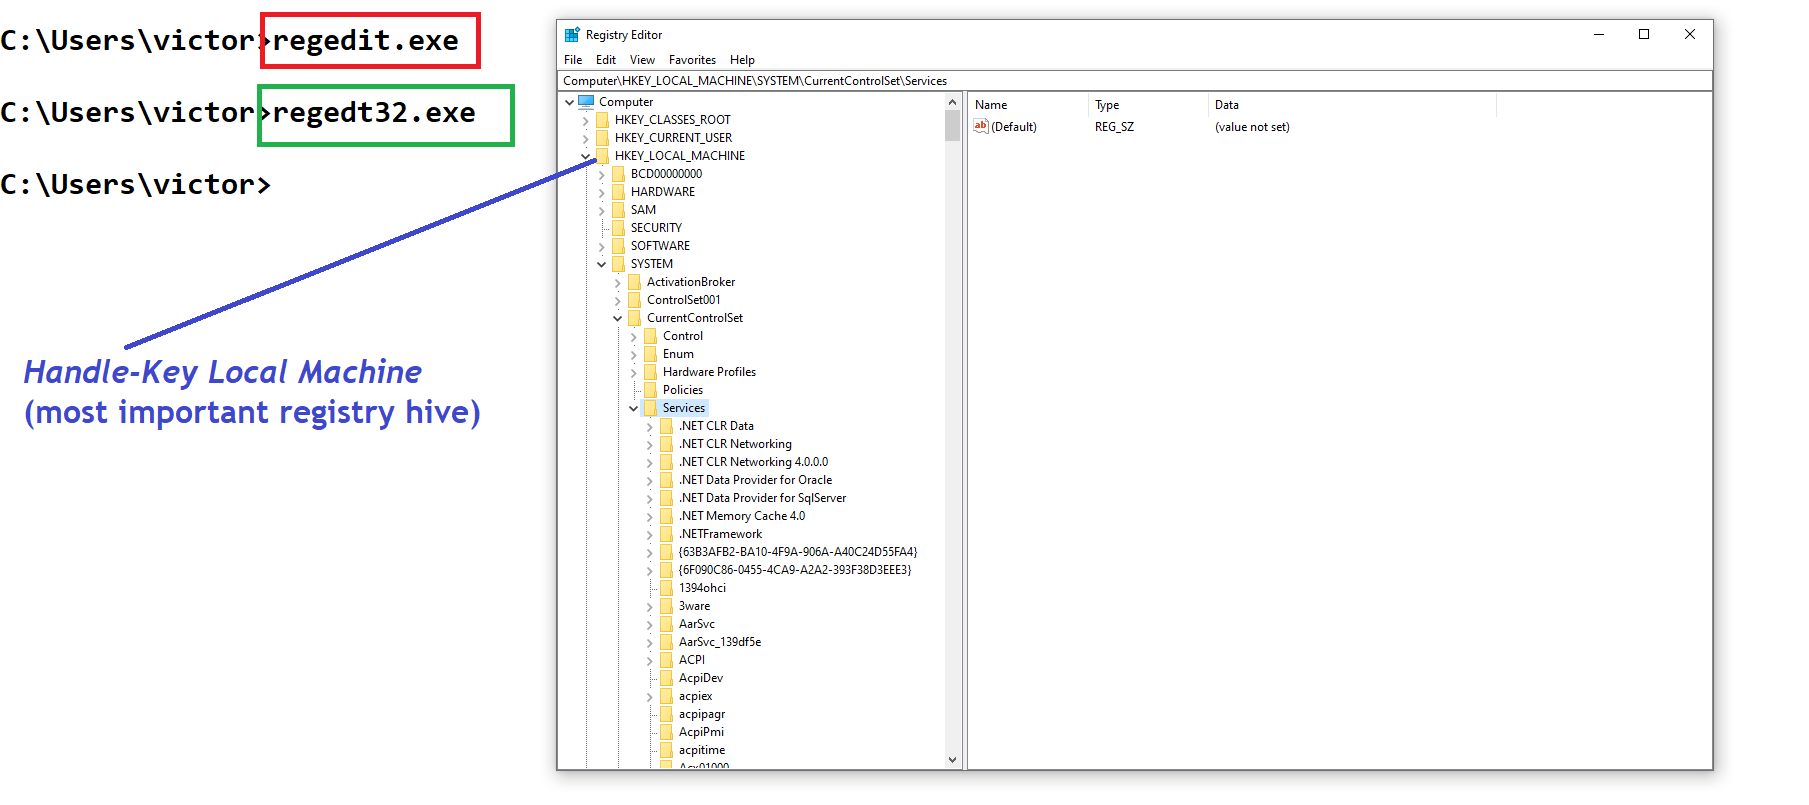 C:\Users\victor>regedit.exe
C:\Users\victor>regedt32.exe
C:\Users\victor>
Handle-Key Local Machine
(most important registry hive)
Registry Editor
File Edit View Favorites Help
Computer\HKEY_LOCAL_MACHINE\SYSTEM\CurrentControlSet\Services
Computer
HKEY_CLASSES_ROOT
HKEY_CURRENT_USER
HKEY_LOCAL_MACHINE
BCD00000000
HARDWARE
SAM
SECURITY
SOFTWARE
SYSTEM
ActivationBroker
ControlSet001
CurrentControlSet
Control
Enum
Hardware Profiles
Policies
Services
.NET CLR Data
.NET CLR Networking
.NET CLR Networking 4.0.0.0
.NET Data Provider for Oracle
.NET Data Provider for SqlServer
.NET Memory Cache 4.0
.NETFramework
{63B3AFB2-BA10-4F9A-906A-A40C24D55FA4}
{6F090C86-0455-4CA9-A2A2-393F38D3EEE3}
1394ohci
3ware
AarSvc
AarSvc_139df5e
ACPI
AcpiDev
acpiex
acpipagr
AcpiPmi
acpitime
Acx01000
Name Type Data
ab (Default) REG_SZ (value not set)